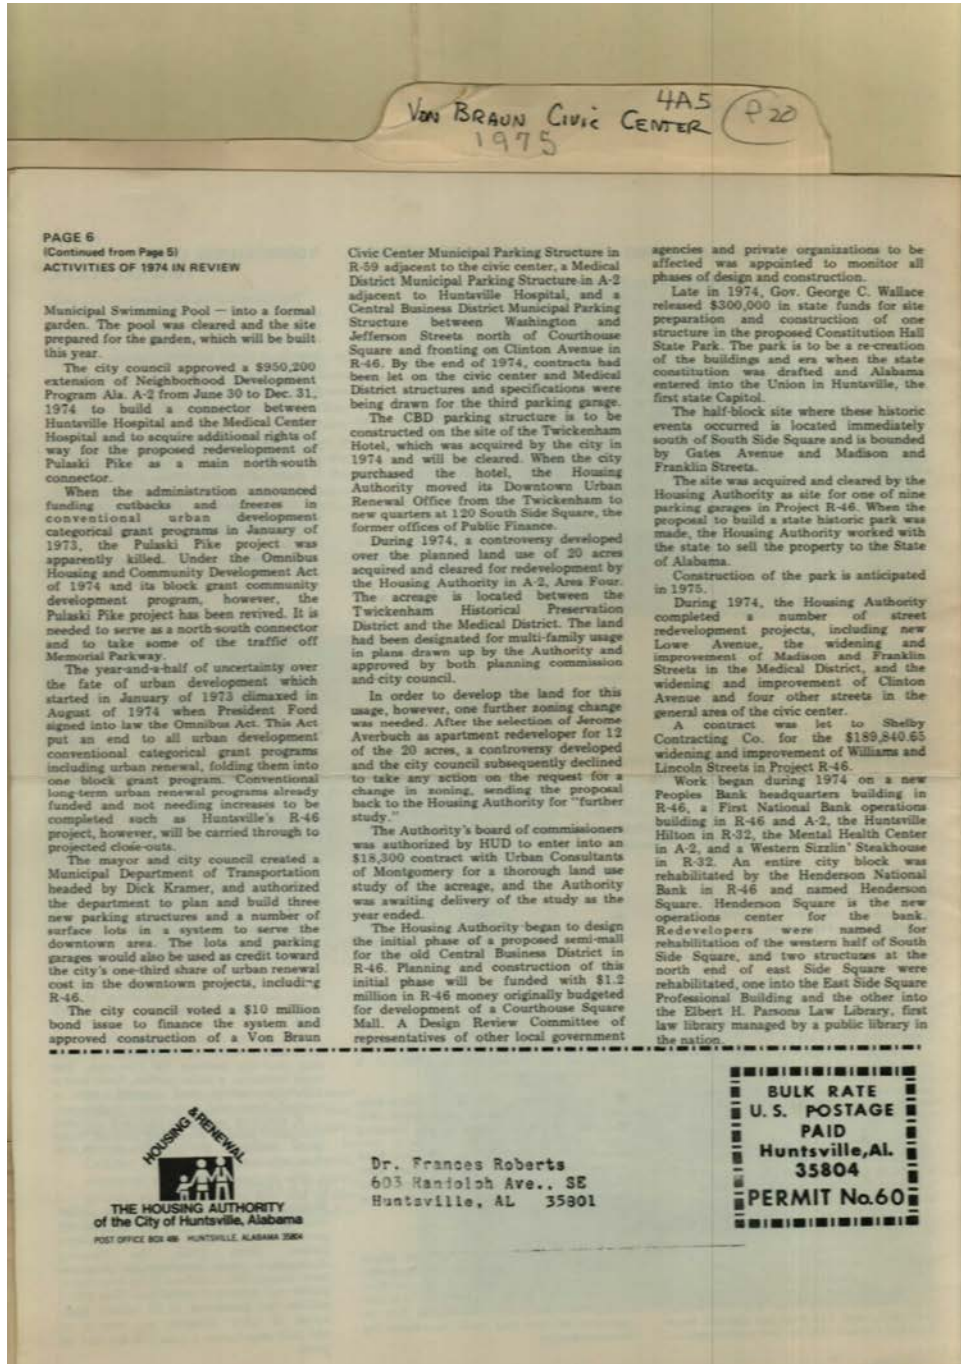 VON BRAUN CIVIC CENTER 4A5 P 20
1975
PAGE 6
(Continued from Page 5)
ACTIVITIES OF 1974 IN REVIEW
Municipal Swimming Pool — into a formal
garden. The pool was cleared and the site
prepared for the garden, which will be built
this year.
The city council approved a $950,200
extension of Neighborhood Development
Program Ala. A-2 from June 30 to Dec. 31,
1974 to build a connector between
Huntsville Hospital and the Medical Center
Hospital and to acquire additional rights of
way for the proposed redevelopment of
Pulaski Pike as a main north-south
connector.
When the administration announced
funding cutbacks and freezes in
conventional urban development
categorical grant programs in January of
1973, the Pulaski Pike project was
apparently killed. Under the Omnibus
Housing and Community Development Act
of 1974 and its block grant community
development program, however, the
Pulaski Pike project has been revived. It is
needed to serve as a north-south connector
and to take some of the traffic off
Memorial Parkway.
The year-and-a-half of uncertainty over
the fate of urban development which
started in January of 1973 climaxed in
August of 1974 when President Ford
signed into law the Omnibus Act. This Act
put an end to all urban development
conventional categorical grant programs
including urban renewal, folding them into
one block grant program. Conventional
long-term urban renewal programs already
funded and not needing increases to be
completed such as Huntsville's R-46
project, however, will be carried through to
projected close-outs.
The mayor and city council created a
Municipal Department of Transportation
headed by Dick Kramer, and authorized
the department to plan and build three
new parking structures and a number of
surface lots in a system to serve the
downtown area. The lots and parking
garages would also be used as credit toward
the city's one-third share of urban renewal
cost in the downtown projects, including
R-46.
The city council voted a $10 million
bond issue to finance the system and
approved construction of a Von Braun
Civic Center Municipal Parking Structure in
R-59 adjacent to the civic center, a Medical
District Municipal Parking Structure in A-2
adjacent to Huntsville Hospital, and a
Central Business District Municipal Parking
Structure between Washington and
Jefferson Streets north of Courthouse
Square and fronting on Clinton Avenue in
R-46. By the end of 1974, contracts had
been let on the civic center and Medical
District structures and specifications were
being drawn for the third parking garage.
The CBD parking structure is to be
constructed on the site of the Twickenham
Hotel, which was acquired by the city in
1974 and will be cleared. When the city
purchased the hotel, the Housing
Authority moved its Downtown Urban
Renewal Office from the Twickenham to
new quarters at 120 South Side Square, the
former offices of Public Finance.
During 1974, a controversy developed
over the planned land use of 20 acres
acquired and cleared for redevelopment by
the Housing Authority in A-2, Area Four.
The acreage is located between the
Twickenham Historical Preservation
District and the Medical District. The land
had been designated for multi-family usage
in plans drawn up by the Authority and
approved by both planning commission
and city council.
In order to develop the land for this
usage, however, one further zoning change
was needed. After the selection of Jerome
Averbuch as apartment redeveloper for 12
of the 20 acres, a controversy developed
and the city council subsequently declined
to take any action on the request for a
change in zoning, sending the proposal
back to the Housing Authority for "further
study."
The Authority's board of commissioners
was authorized by HUD to enter into an
$18,300 contract with Urban Consultants
of Montgomery for a thorough land use
study of the acreage, and the Authority
was awaiting delivery of the study as the
year ended.
The Housing Authority began to design
the initial phase of a proposed semi-mall
for the old Central Business District in
R-46. Planning and construction of this
initial phase will be funded with $1.2
million in R-46 money originally budgeted
for development of a Courthouse Square
Mall. A Design Review Committee of
representatives of other local government
agencies and private organizations to be
affected was appointed to monitor all
phases of design and construction.
Late in 1974, Gov. George C. Wallace
released $300,000 in state funds for site
preparation and construction of one
structure in the proposed Constitution Hall
State Park. The park is to be a re-creation
of the buildings and era when the state
constitution was drafted and Alabama
entered into the Union in Huntsville, the
first state Capitol.
The half-block site where these historic
events occurred is located immediately
south of South Side Square and is bounded
by Gates Avenue and Madison and
Franklin Streets.
The site was acquired and cleared by the
Housing Authority as site for one of nine
parking garages in Project R-46. When the
proposal to build a state historic park was
made, the Housing Authority worked with
the state to sell the property to the State
of Alabama.
Construction of the park is anticipated
in 1975.
During 1974, the Housing Authority
completed a number of street
redevelopment projects, including new
Lowe Avenue, the widening and
improvement of Madison and Franklin
Streets in the Medical District, and the
widening and improvement of Clinton
Avenue and four other streets in the
general area of the civic center.
A contract was let to Shelby
Contracting Co. for the $189,840.65
widening and improvement of Williams and
Lincoln Streets in Project R-46.
Work began during 1974 on a new
Peoples Bank headquarters building in
R-46, a First National Bank operations
building in R-46 and A-2, the Huntsville
Hilton in R-32, the Mental Health Center
in A-2, and a Western Sizzlin' Steakhouse
in R-32. An entire city block was
rehabilitated by the Henderson National
Bank in R-46 and named Henderson
Square. Henderson Square is the new
operations center for the bank.
Redevelopers were named for
rehabilitation of the western half of South
Side Square, and two structures at the
north end of east Side Square were
rehabilitated, one into the East Side Square
Professional Building and the other into
the Elbert H. Parsons Law Library, first
law library managed by a public library in
the nation.
HOUSING & RENEWAL
THE HOUSING AUTHORITY
of the City of Huntsville, Alabama
POST OFFICE BOX 486 HUNTSVILLE, ALABAMA 35804
Dr. Frances Roberts
603 Randolph Ave., SE
Huntsville, AL 35801
BULK RATE
U.S. POSTAGE
PAID
Huntsville, Al.
35804
PERMIT No. 60